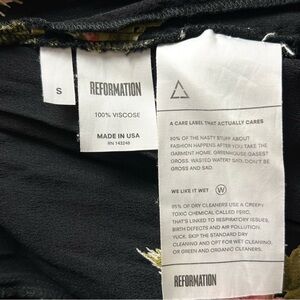 S
REFORMATION
100% VISCOSE
MADE IN USA
RN 143248
A CARE LABEL THAT ACTUALLY CARES
80% OF THE NASTY STUFF ABOUT
FASHION HAPPENS AFTER YOU TAKE THE
GARMENT HOME. GREENHOUSE GASES?
GROSS. WASTED WATER? SAD. DON'T BE
GROSS AND SAD.
WE LIKE IT WET W
85% OF DRY CLEANERS USE A CREEPY
TOXIC CHEMICAL CALLED PERC,
THAT'S LINKED TO RESPIRATORY ISSUES,
BIRTH DEFECTS AND AIR POLLUTION.
YUCK. SKIP THE STANDARD DRY
CLEANING AND OPT FOR WET CLEANING
OR GREEN AND ORGANIC CLEANERS.
REFORMATION